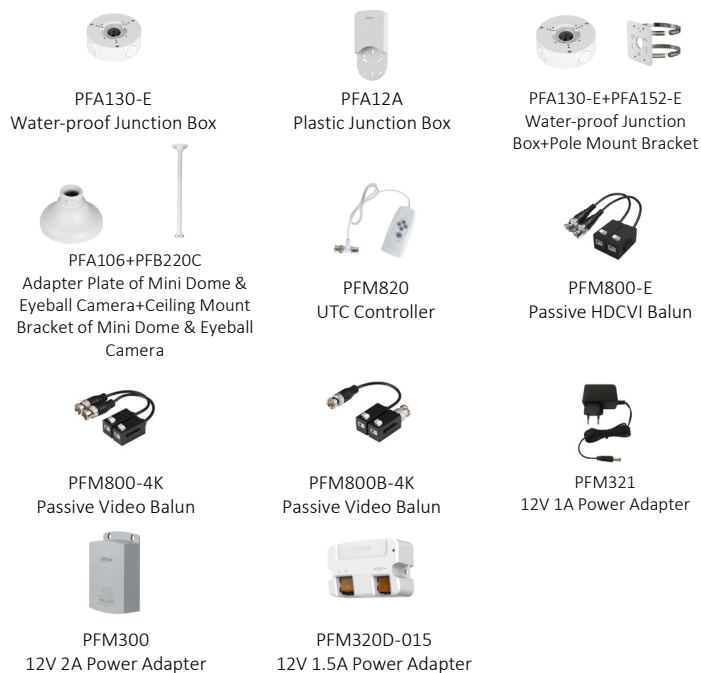 PFA130-E
Water-proof Junction Box
PFA12A
Plastic Junction Box
PFA130-E+PFA152-E
Water-proof Junction
Box+Pole Mount Bracket
PFA106+PFB220C
Adapter Plate of Mini Dome &
Eyeball Camera+Ceiling Mount
Bracket of Mini Dome & Eyeball
Camera
PFM820
UTC Controller
PFM800-E
Passive HDCVI Balun
PFM800-4K
Passive Video Balun
PFM800B-4K
Passive Video Balun
PFM321
12V 1A Power Adapter
PFM300
12V 2A Power Adapter
PFM320D-015
12V 1.5A Power Adapter